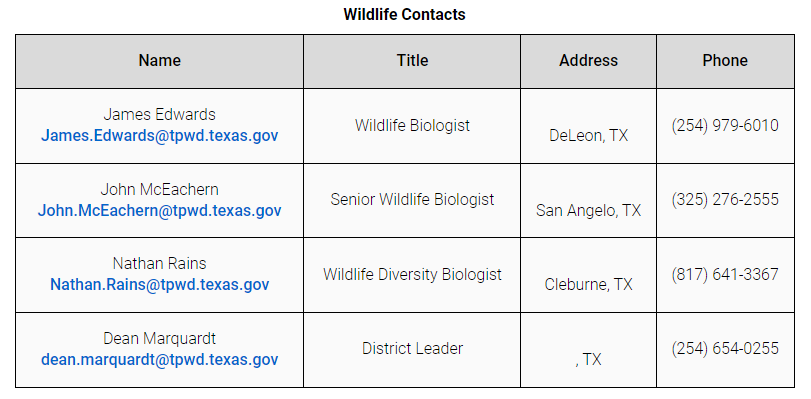 Wildlife Contacts
Name Title Address Phone
James Edwards
James.Edwards@tpwd.texas.gov
Wildlife Biologist
DeLeon, TX
(254) 979-6010
John McEachern
John.McEachern@tpwd.texas.gov
Senior Wildlife Biologist
San Angelo, TX
(325) 276-2555
Nathan Rains
Nathan.Rains@tpwd.texas.gov
Wildlife Diversity Biologist
Cleburne, TX
(817) 641-3367
Dean Marquardt
dean.marquardt@tpwd.texas.gov
District Leader
, TX
(254) 654-0255